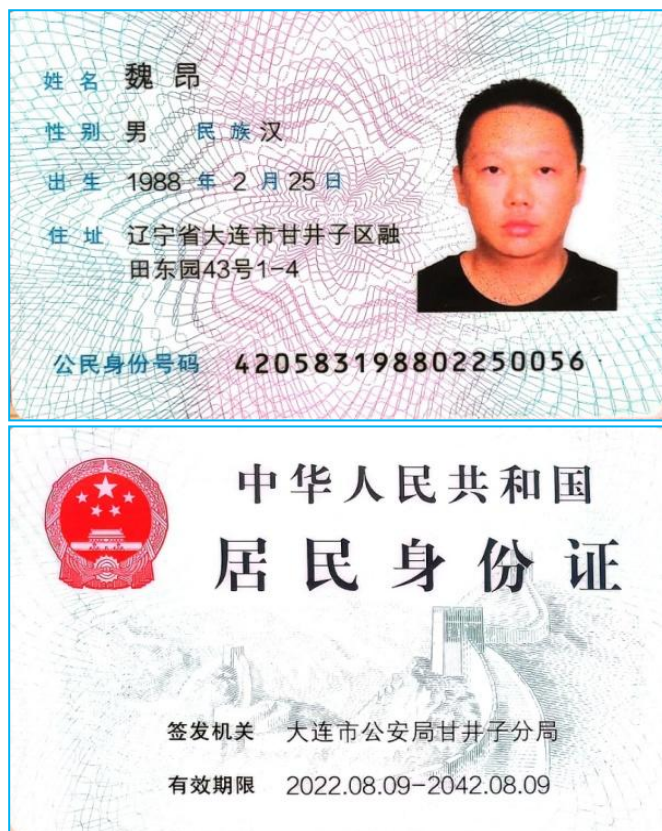 姓名 魏昂
性别 男 民族 汉
出生 1988 年 2 月 25 日
住址 辽宁省大连市甘井子区融
田东园43号1-4
公民身份号码 420583198802250056
中华人民共和国
居民身份证
签发机关 大连市公安局甘井子分局
有效期限 2022.08.09-2042.08.09